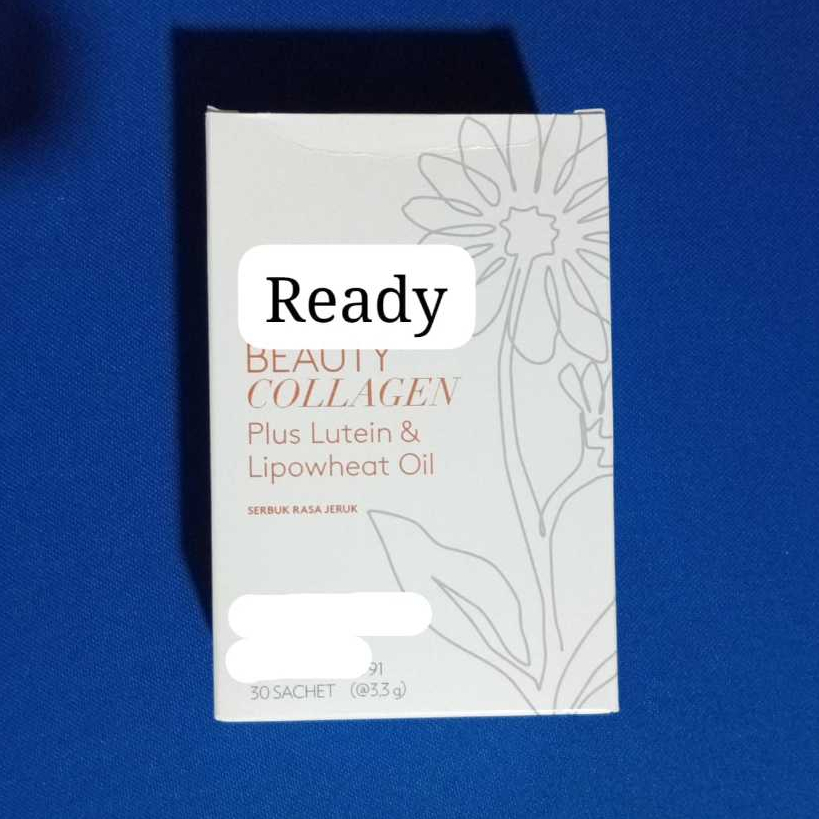 Ready
BEAUTY
COLLAGEN
Plus Lutein &
Lipowheat Oil
SERBUK RASA JERUK
91
30 SACHET (@3,3 g)